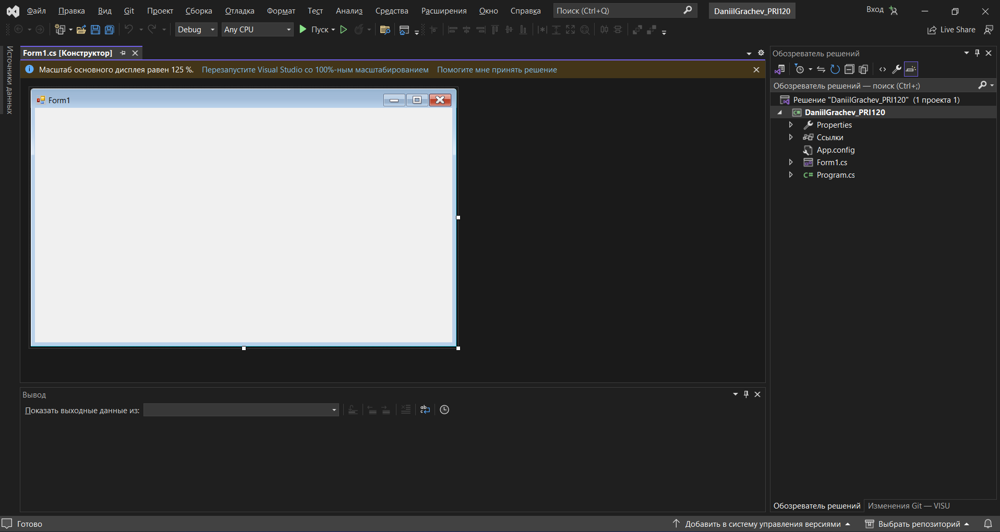 Файл Правка Вид Git Проект Сборка Отладка Формат Тест Анализ Средства Расширения Окно Справка Поиск (Ctrl+Q) DaniilGrachev_PRI120 Вход
Debug Any CPU Пуск Live Share
Источники данных
Form1.cs [Конструктор]
Масштаб основного дисплея равен 125 %. Перезапустите Visual Studio со 100%-ным масштабированием Помогите мне принять решение
Form1
Вывод
Показать выходные данные из:
Обозреватель решений
Обозреватель решений — поиск (Ctrl+;)
Решение "DaniilGrachev_PRI120" (1 проекта 1)
C# DaniilGrachev_PRI120
Properties
Ссылки
App.config
Form1.cs
C# Program.cs
Обозреватель решений Изменения Git — VISU
Готово Добавить в систему управления версиями Выбрать репозиторий